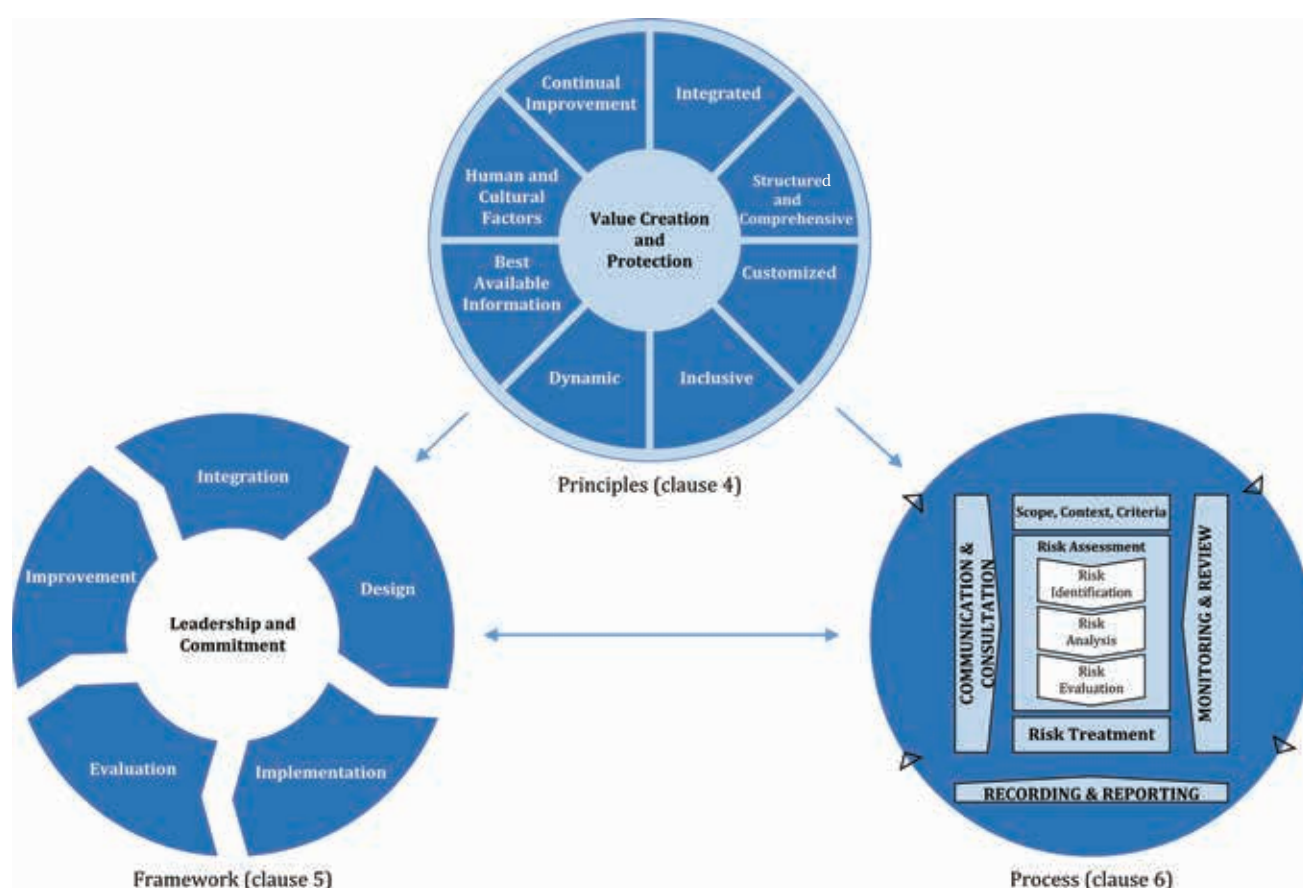 Continual
Improvement
Integrated
Human and
Cultural
Factors
Structured
and
Comprehensive
Value Creation
and
Protection
Best
Available
Information
Customized
Dynamic
Inclusive
Principles (clause 4)
Integration
Improvement
Design
Leadership and
Commitment
Evaluation
Implementation
Framework (clause 5)
Scope, Context, Criteria
Risk Assessment
Risk
Identification
Risk
Analysis
Risk
Evaluation
Risk Treatment
COMMUNICATION &
CONSULTATION
MONITORING & REVIEW
RECORDING & REPORTING
Process (clause 6)